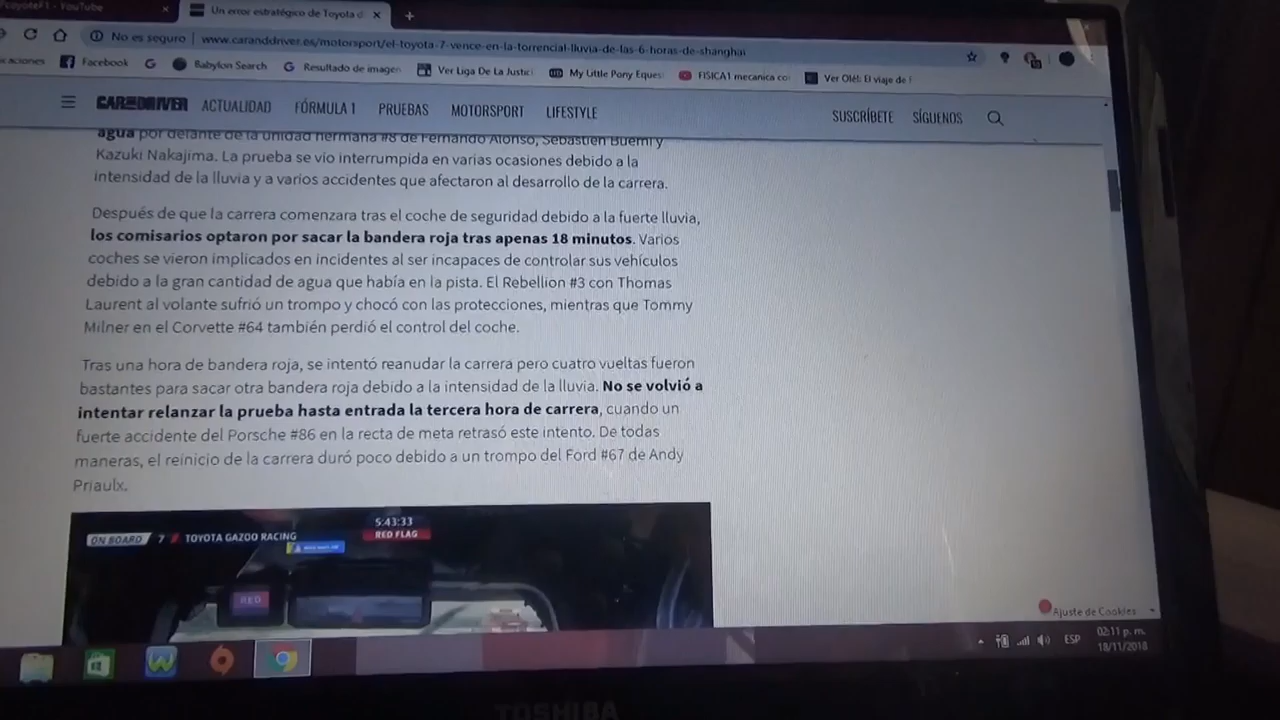 YouTube
Un error estratégico de Toyota d
No es seguro | www.caranddriver.es/motorsport/el-toyota-7-vence-en-la-torrencial-lluvia-de-las-6-horas-de-shanghai
Facebook Babylon Search Resultado de imagen Ver Liga De La Justici My Little Pony Eques FISICA1 mecanica co Ver Olé!: El viaje de F
CAR AND DRIVER ACTUALIDAD FÓRMULA 1 PRUEBAS MOTORSPORT LIFESTYLE SUSCRÍBETE SÍGUENOS
agua por delante de la unidad hermana #8 de Fernando Alonso, Sébastien Buemi y
Kazuki Nakajima. La prueba se vio interrumpida en varias ocasiones debido a la
intensidad de la lluvia y a varios accidentes que afectaron al desarrollo de la carrera.
Después de que la carrera comenzara tras el coche de seguridad debido a la fuerte lluvia,
los comisarios optaron por sacar la bandera roja tras apenas 18 minutos. Varios
coches se vieron implicados en incidentes al ser incapaces de controlar sus vehículos
debido a la gran cantidad de agua que había en la pista. El Rebellion #3 con Thomas
Laurent al volante sufrió un trompo y chocó con las protecciones, mientras que Tommy
Milner en el Corvette #64 también perdió el control del coche.
Tras una hora de bandera roja, se intentó reanudar la carrera pero cuatro vueltas fueron
bastantes para sacar otra bandera roja debido a la intensidad de la lluvia. No se volvió a
intentar relanzar la prueba hasta entrada la tercera hora de carrera, cuando un
fuerte accidente del Porsche #86 en la recta de meta retrasó este intento. De todas
maneras, el reinicio de la carrera duró poco debido a un trompo del Ford #67 de Andy
Priaulx.
5:43:33
RED FLAG
ON BOARD 7 TOYOTA GAZOO RACING
RED
Ajuste de Cookies
ESP 02:11 p. m.
18/11/2018
TOSHIBA